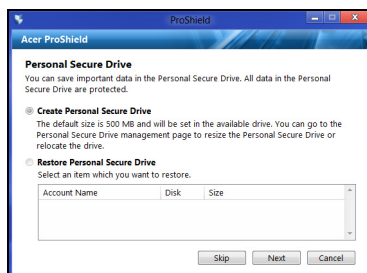 ProShield
Acer ProShield
Personal Secure Drive
You can save important data in the Personal Secure Drive. All data in the Personal
Secure Drive are protected.
Create Personal Secure Drive
The default size is 500 MB and will be set in the available drive. You can go to the
Personal Secure Drive management page to resize the Personal Secure Drive or
relocate the drive.
Restore Personal Secure Drive
Select an item which you want to restore.
Account Name Disk Size
Skip Next Cancel